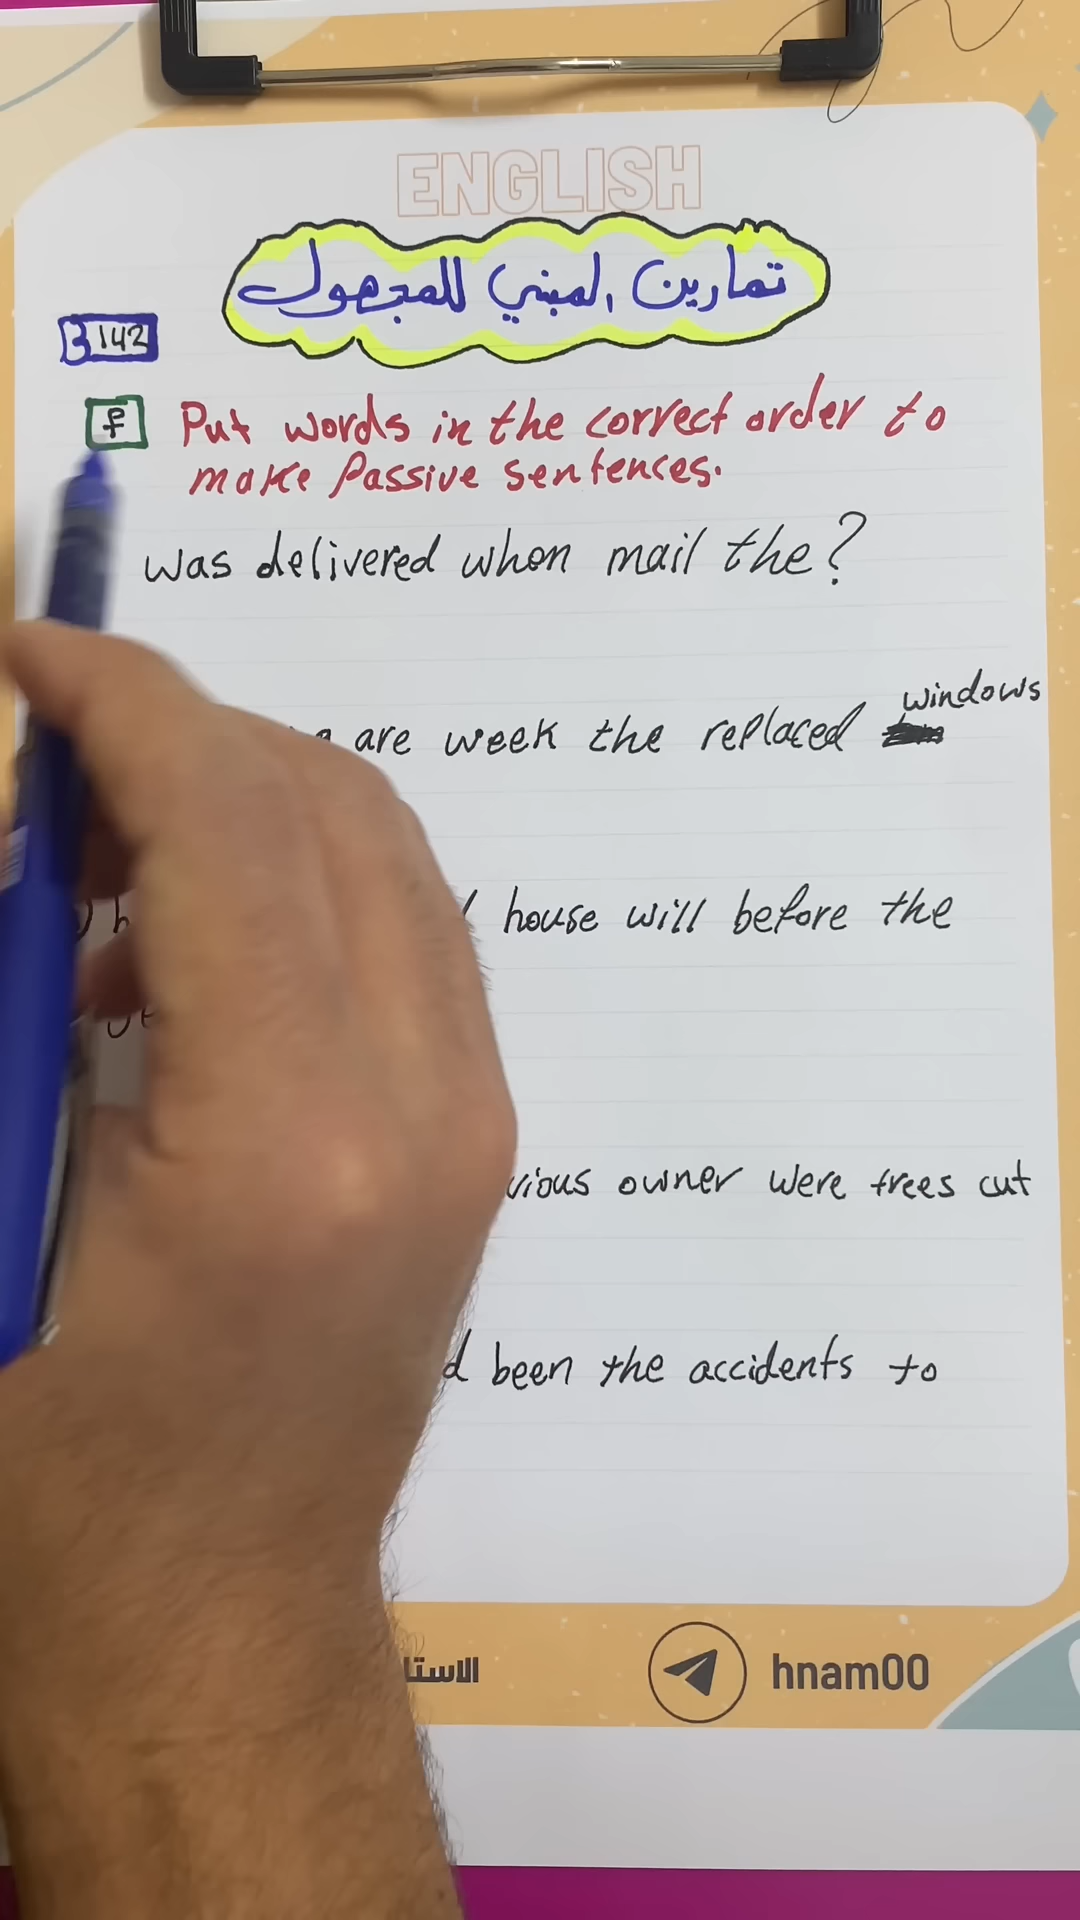 ENGLISH
تمارين المبني للمجهول
142
f Put words in the correct order to
make Passive sentences.
was delivered when mail the?
windows
are week the replaced
house will before the
owner were trees cut
been the accidents to
hnam00